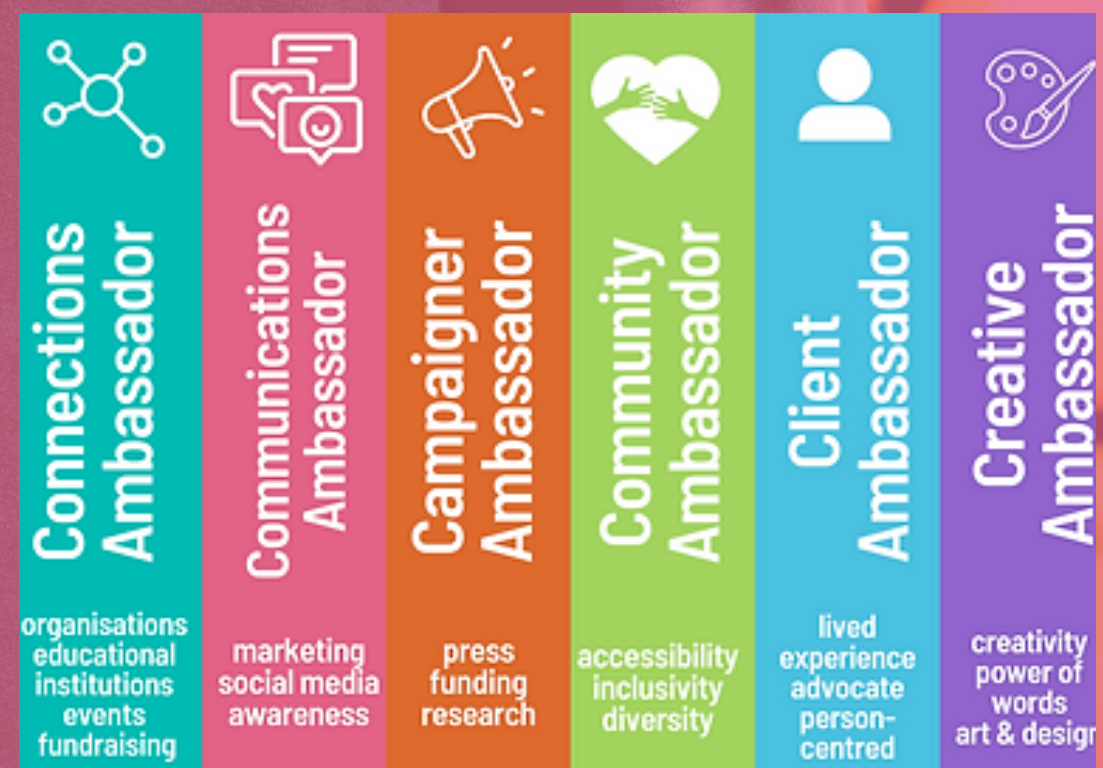 Connections
Ambassador
organisations
educational
institutions
events
fundraising
Communications
Ambassador
marketing
social media
awareness
Campaigner
Ambassador
press
funding
research
Community
Ambassador
accessibility
inclusivity
diversity
Client
Ambassador
lived
experience
advocate
person-
centred
Creative
Ambassador
creativity
power of
words
art & design